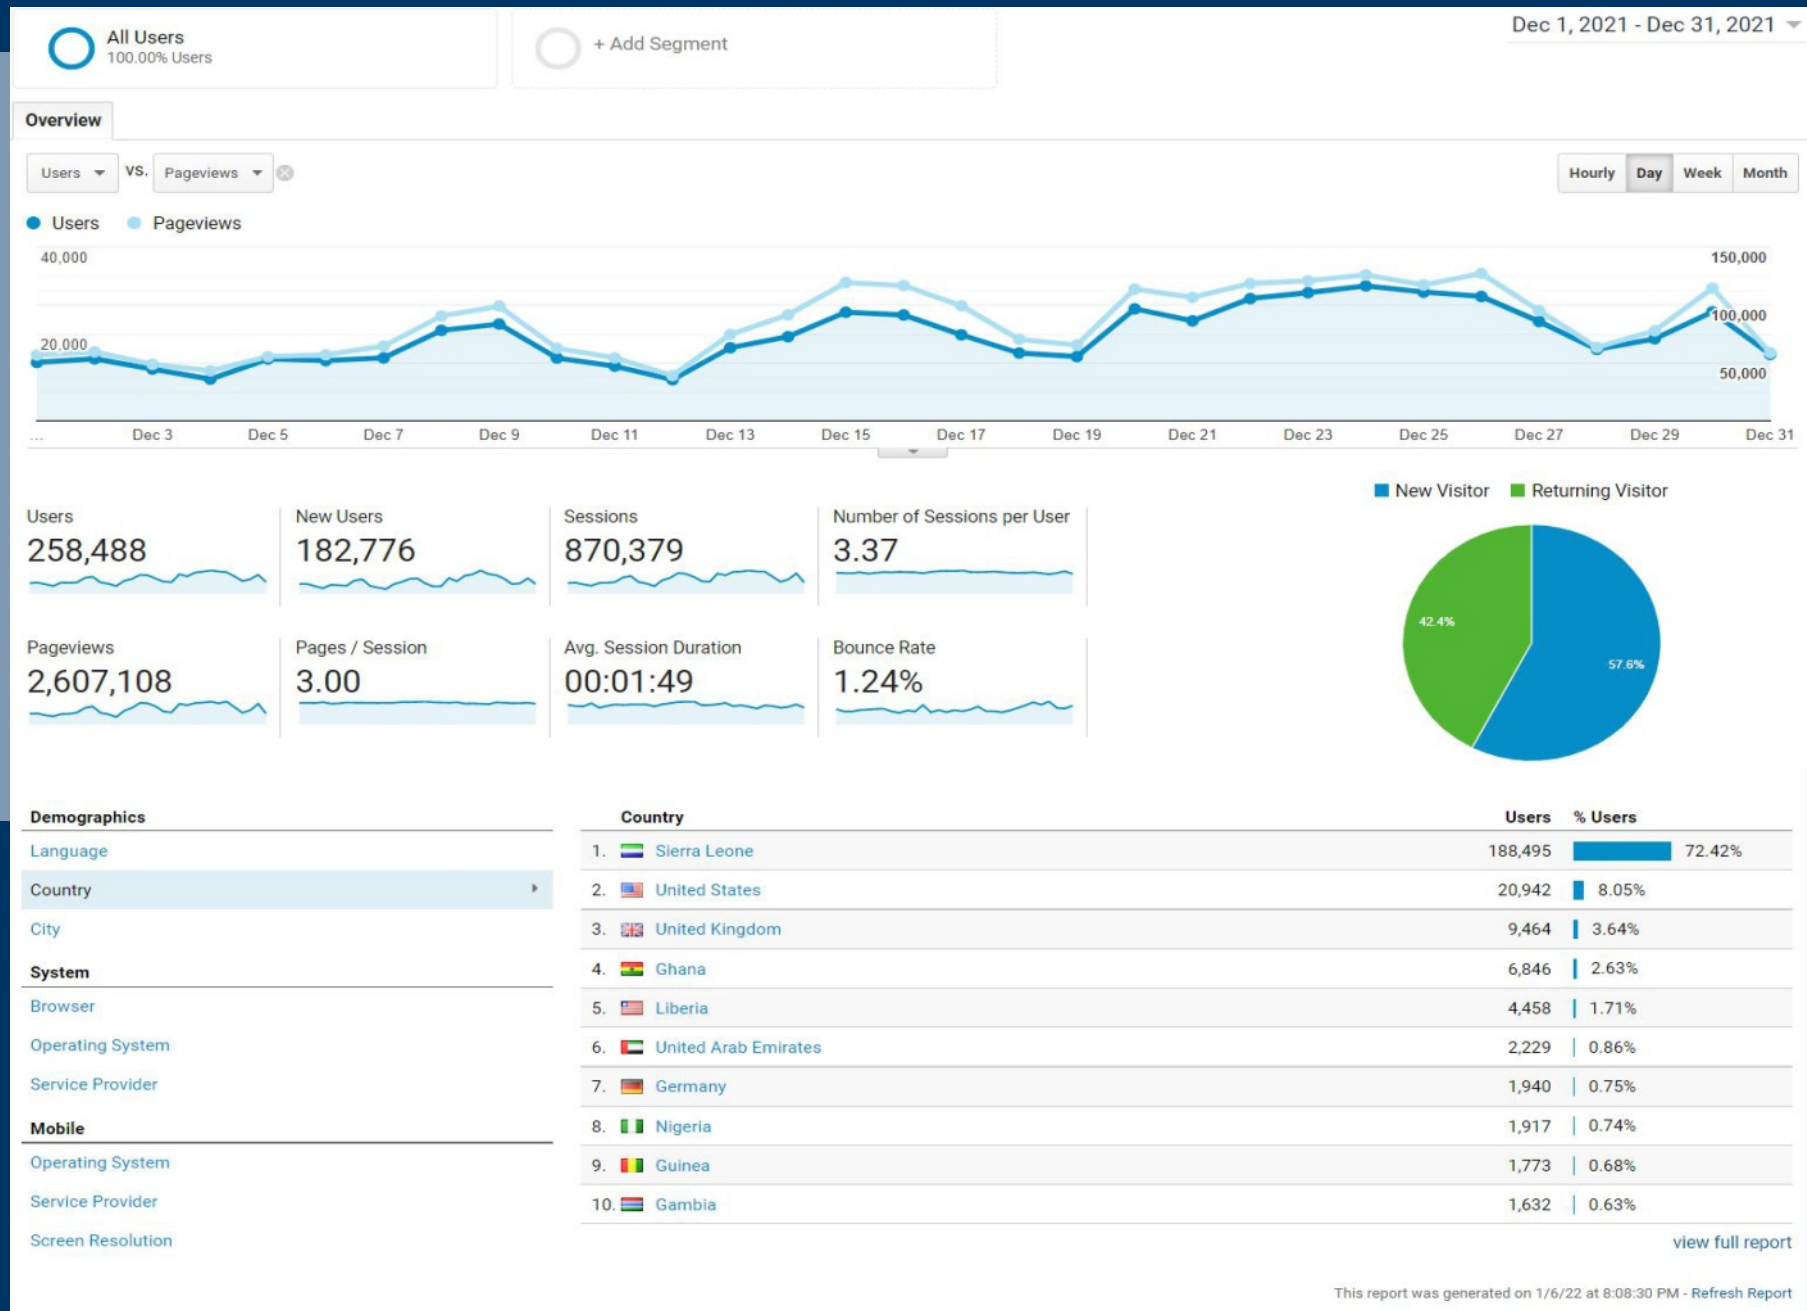 All Users
100.00% Users
+ Add Segment
Dec 1, 2021 - Dec 31, 2021
Overview
Users VS. Pageviews
Hourly Day Week Month
Users Pageviews
40,000 150,000
20,000 100,000
50,000
... Dec 3 Dec 5 Dec 7 Dec 9 Dec 11 Dec 13 Dec 15 Dec 17 Dec 19 Dec 21 Dec 23 Dec 25 Dec 27 Dec 29 Dec 31
New Visitor Returning Visitor
Users New Users Sessions Number of Sessions per User
258,488 182,776 870,379 3.37
42.4%
57.6%
Pageviews Pages / Session Avg. Session Duration Bounce Rate
2,607,108 3.00 00:01:49 1.24%
Demographics
Language
Country
City
System
Browser
Operating System
Service Provider
Mobile
Operating System
Service Provider
Screen Resolution
Country Users % Users
1. Sierra Leone 188,495 72.42%
2. United States 20,942 8.05%
3. United Kingdom 9,464 3.64%
4. Ghana 6,846 2.63%
5. Liberia 4,458 1.71%
6. United Arab Emirates 2,229 0.86%
7. Germany 1,940 0.75%
8. Nigeria 1,917 0.74%
9. Guinea 1,773 0.68%
10. Gambia 1,632 0.63%
view full report
This report was generated on 1/6/22 at 8:08:30 PM - Refresh Report